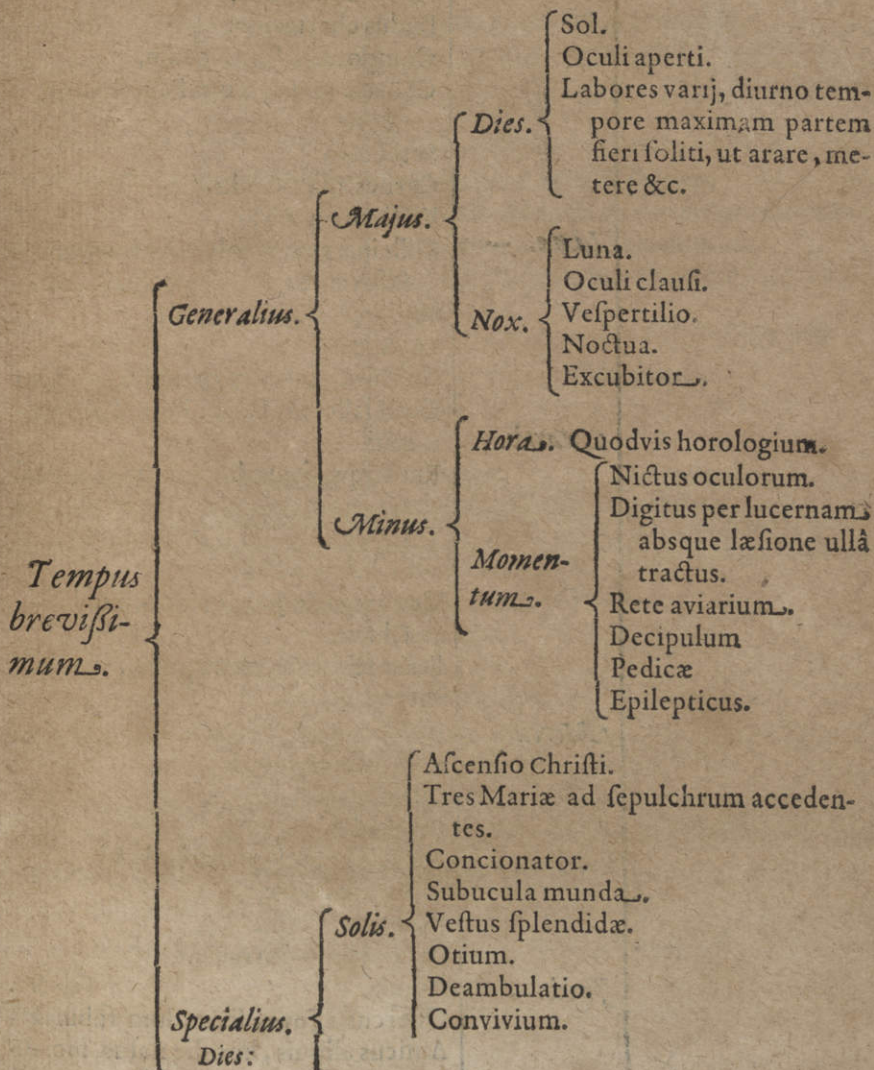 Tempus
brevißi-
mum.
Generalius.
Majus.
Dies.
Sol.
Oculi aperti.
Labores varij, diurno tem-
pore maximam partem
fieri ſoliti, ut arare, me-
tere &c.
Nox.
Luna.
Oculi clauſi.
Veſpertilio.
Noctua.
Excubitor.
Minus.
Hora. Quodvis horologium.
Momen-
tum.
Nictus oculorum.
Digitus per lucernam
absque læſione ullâ
tractus.
Rete aviarium.
Decipulum
Pedicæ
Epilepticus.
Specialius.
Dies:
Solis.
Aſcenſio Chriſti.
Tres Mariæ ad ſepulchrum acceden-
tes.
Concionator.
Subucula munda.
Veſtus ſplendidæ.
Otium.
Deambulatio.
Convivium.